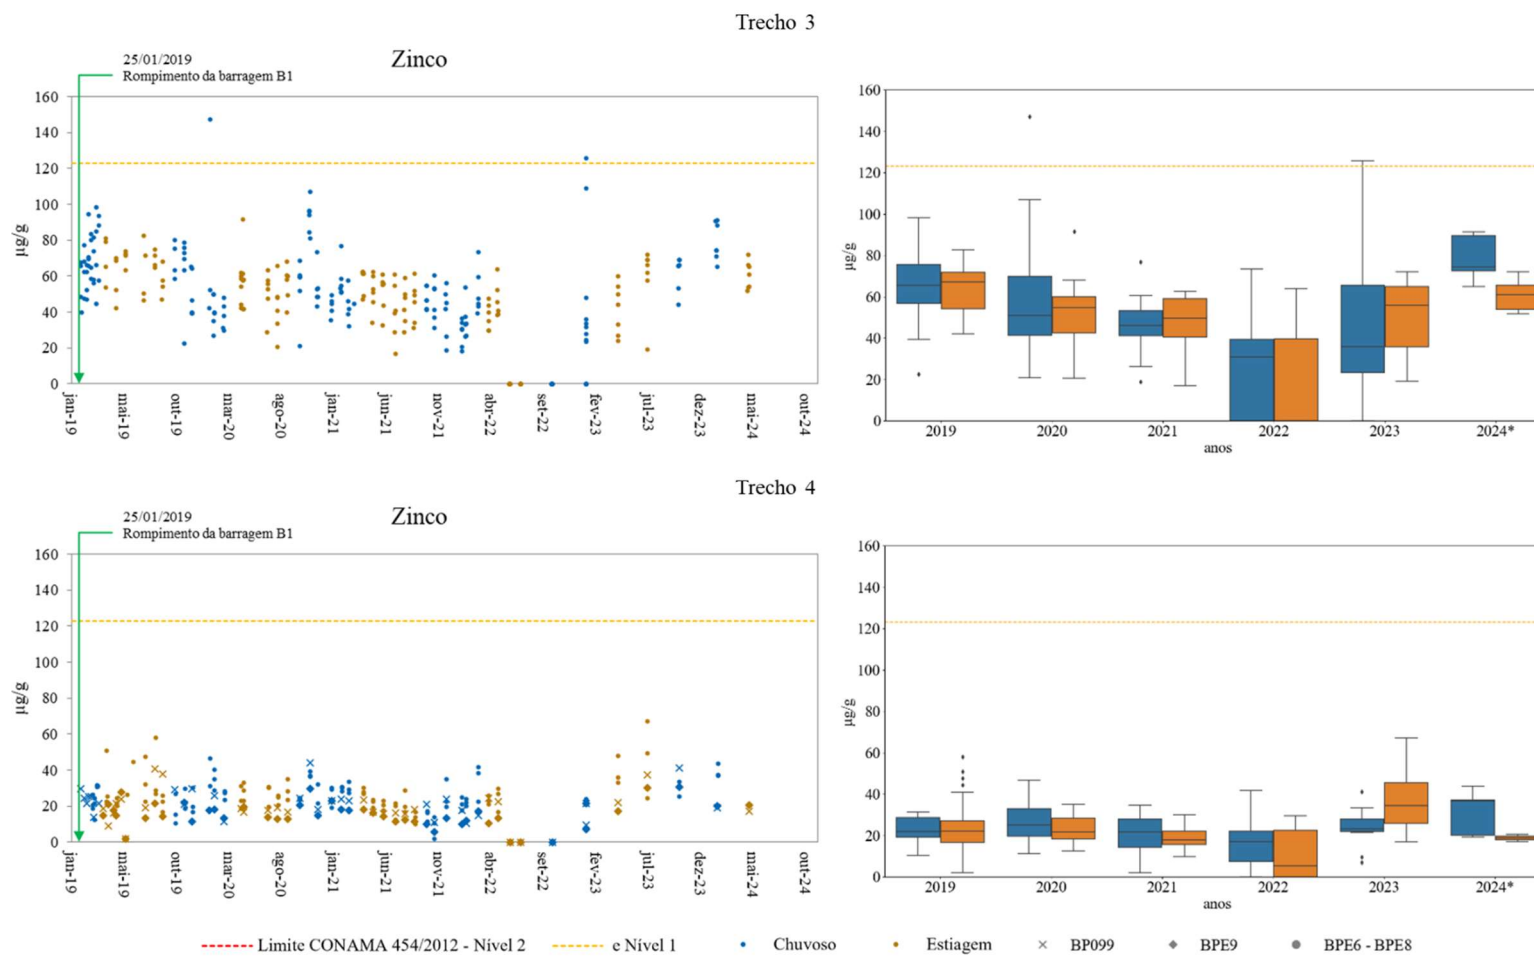 Trecho 3
25/01/2019
Rompimento da barragem B1
Zinco
160
140
120
100
80
60
40
20
0
µg/g
jan-19
mai-19
out-19
mar-20
ago-20
jan-21
jun-21
nov-21
abr-22
set-22
fev-23
jul-23
dez-23
mai-24
out-24
160
140
120
100
80
60
40
20
0
µg/g
2019 2020 2021 2022 2023 2024*
anos
Trecho 4
25/01/2019
Rompimento da barragem B1
Zinco
160
140
120
100
80
60
40
20
0
µg/g
jan-19
mai-19
out-19
mar-20
ago-20
jan-21
jun-21
nov-21
abr-22
set-22
fev-23
jul-23
dez-23
mai-24
out-24
160
140
120
100
80
60
40
20
0
µg/g
2019 2020 2021 2022 2023 2024*
anos
Limite CONAMA 454/2012 - Nível 2 e Nível 1 Chuvoso Estiagem BP099 BPE9 BPE6 - BPE8